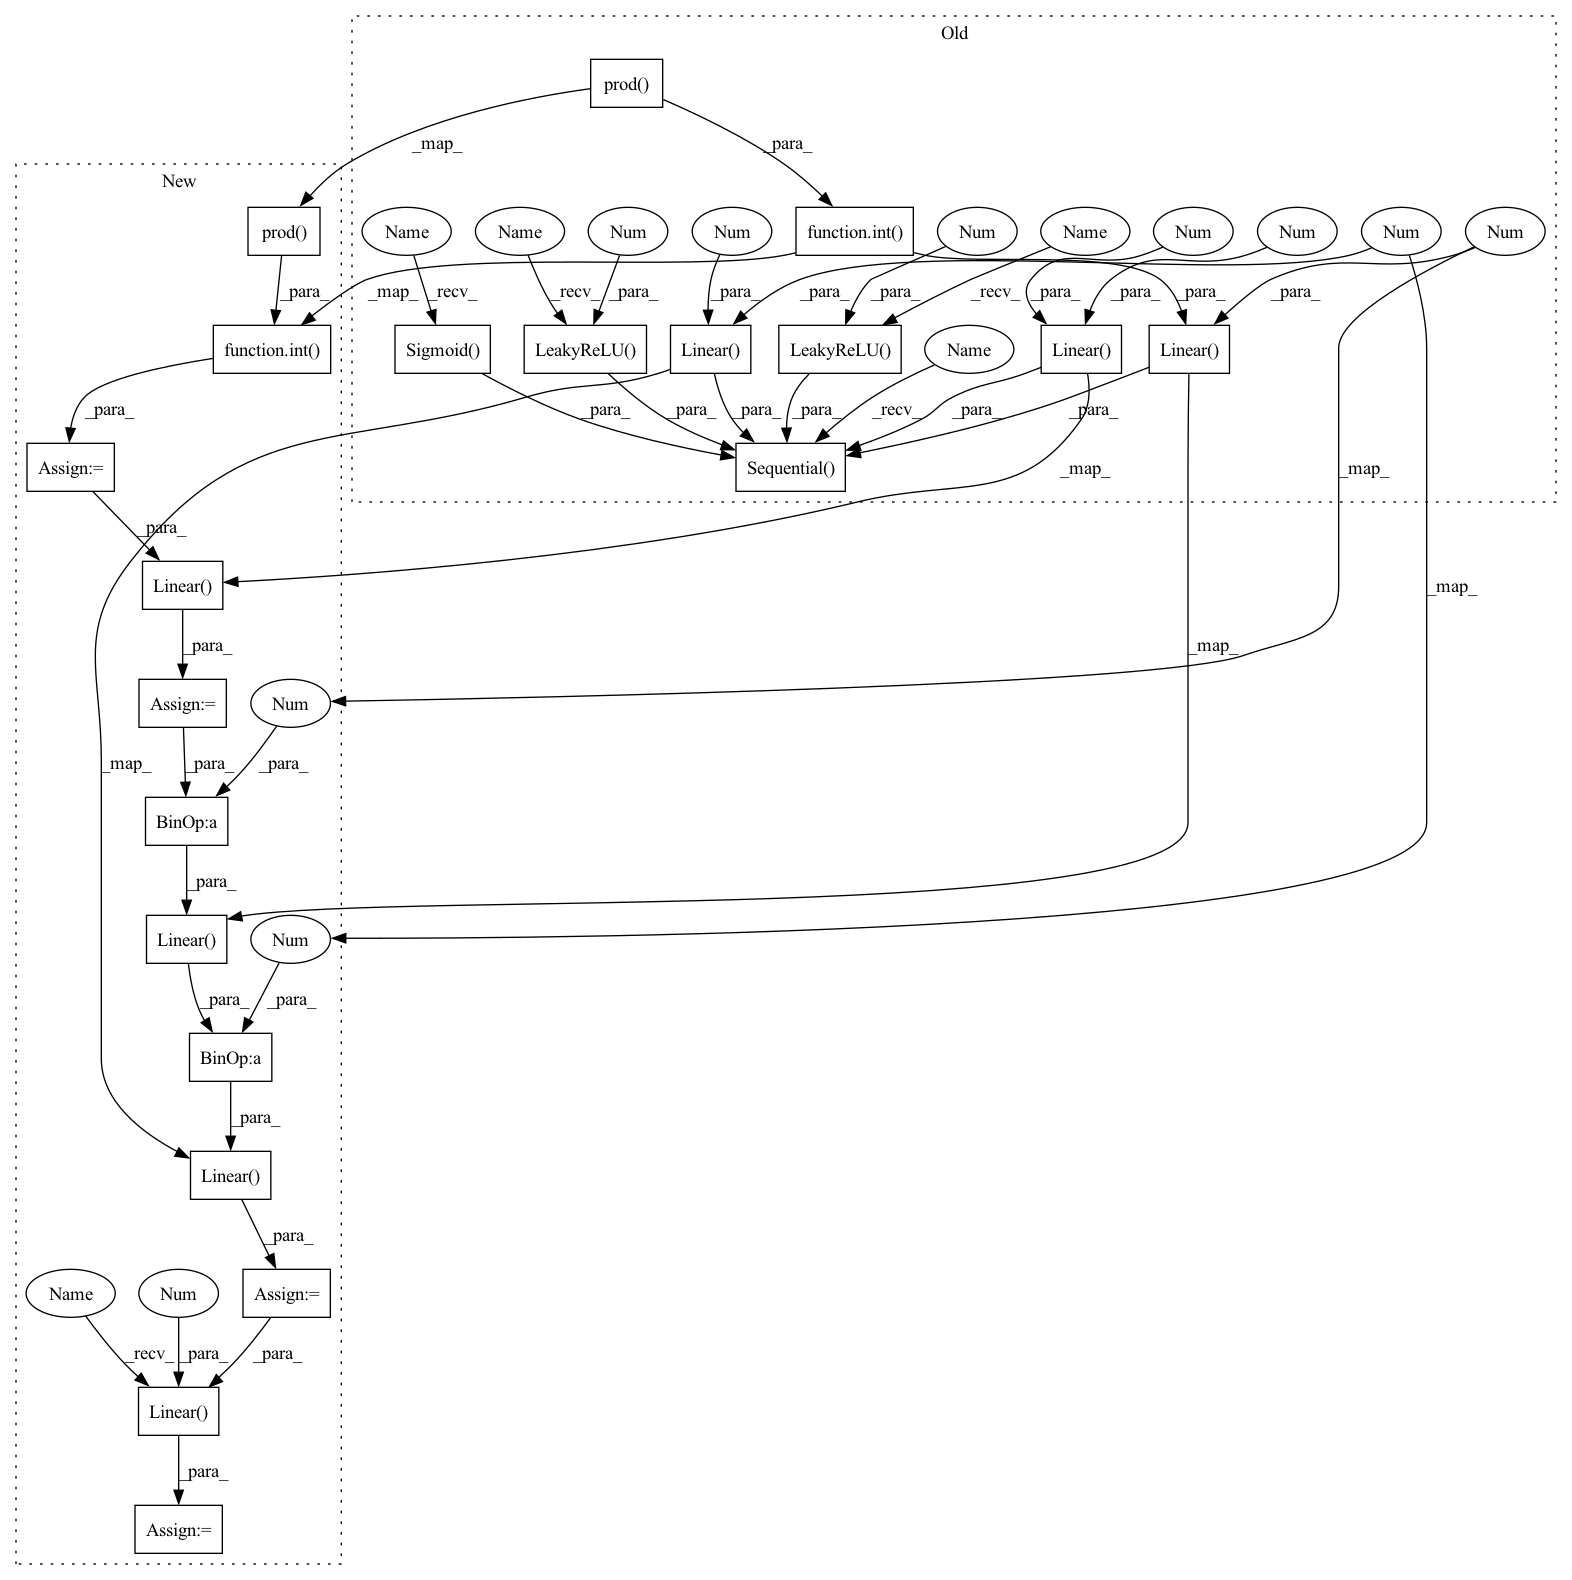 Old
prod()
_map_
_para_
New
prod()
Name
Name
Num
Num
function.int()
Num
Name
Num
Num
Num
Num
_para_
_map_
_recv_
_recv_
_para_
_para_
_para_
_para_
_recv_
_para_
_para_
_para_
_para_
function.int()
Sigmoid()
LeakyReLU()
Linear()
LeakyReLU()
Name
Linear()
Linear()
_para_
_para_
_para_
_para_
_para_
_recv_
_para_
_para_
Assign:=
Sequential()
_map_
_map_
_para_
Linear()
_map_
_para_
_map_
Assign:=
Num
_map_
_para_
_para_
BinOp:a
_para_
Linear()
Num
_para_
_para_
BinOp:a
_para_
Linear()
_para_
Name
Num
Assign:=
_recv_
_para_
_para_
Linear()
_para_
Assign:=